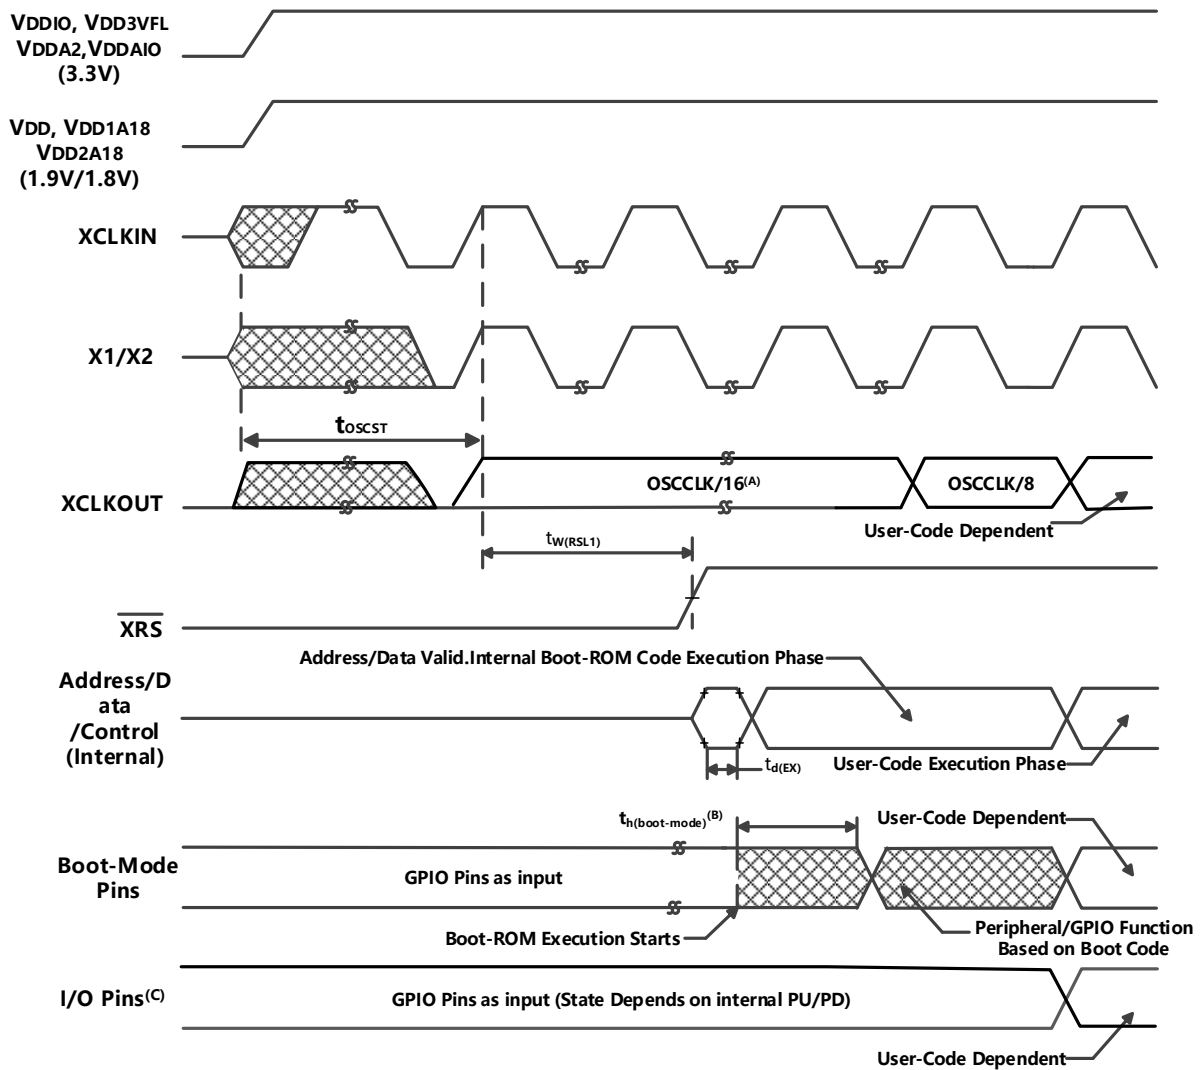 VDDIO, VDD3VFL
VDDA2,VDDAIO
(3.3V)
VDD, VDD1A18
VDD2A18
(1.9V/1.8V)
XCLKIN
X1/X2
tOSCST
XCLKOUT
OSCCLK/16(A)
OSCCLK/8
User-Code Dependent
tW(RSL1)
XRS
Address/Data Valid.Internal Boot-ROM Code Execution Phase
Address/D
ata
/Control
(Internal)
td(EX)
User-Code Execution Phase
th(boot-mode)(B)
User-Code Dependent
Boot-Mode
Pins
GPIO Pins as input
Boot-ROM Execution Starts
Peripheral/GPIO Function
Based on Boot Code
I/O Pins(C)
GPIO Pins as input (State Depends on internal PU/PD)
User-Code Dependent